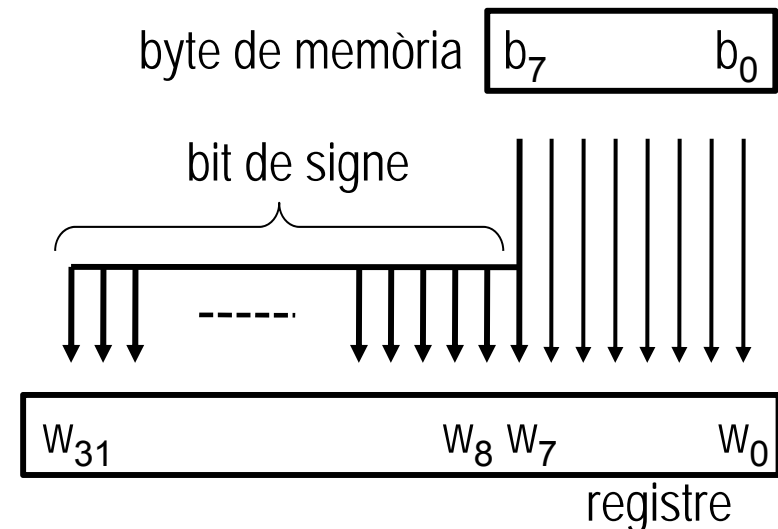 byte de memòria b₇ b₀
bit de signe
w₃₁ w₈ w₇ w₀
registre